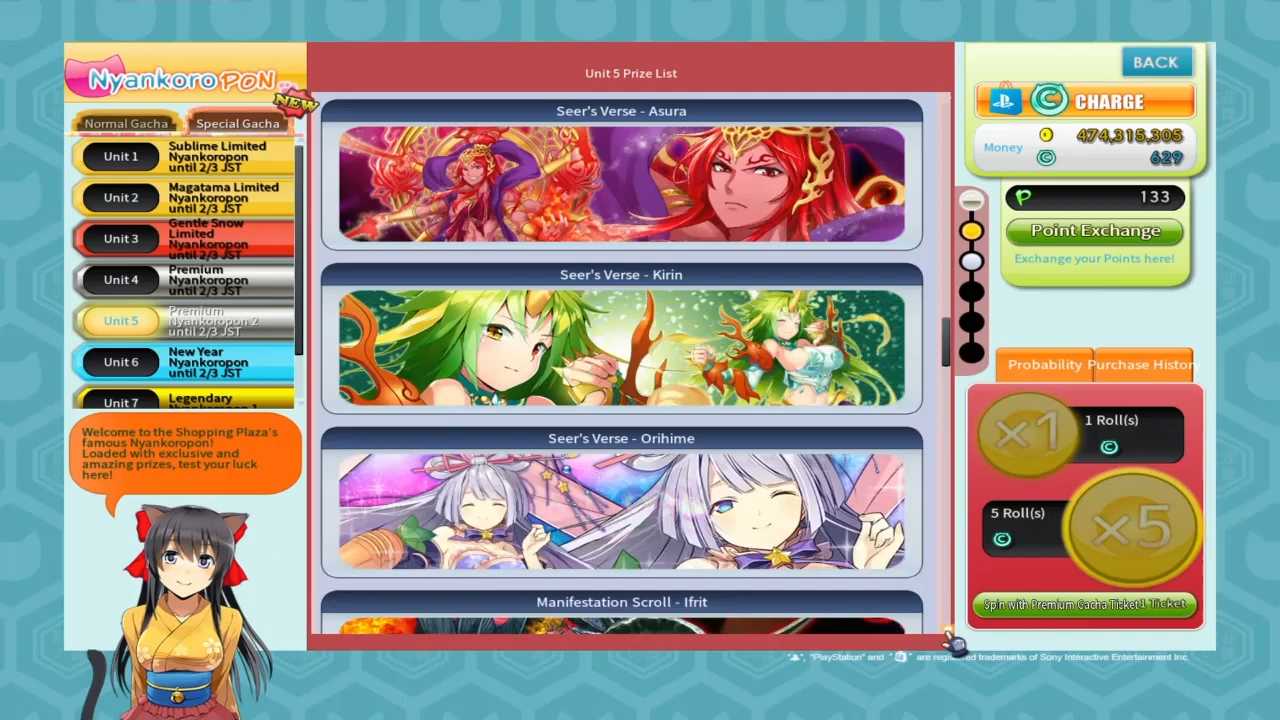 Nyankoro PON
NEW
Normal Gacha
Special Gacha
Unit 1
Sublime Limited
Nyankoropon
until 2/3 JST
Unit 2
Magatama Limited
Nyankoropon
until 2/3 JST
Unit 3
Gentle Snow
Limited
Nyankoropon
until 2/3 JST
Unit 4
Premium
Nyankoropon
until 2/3 JST
Unit 5
Premium
Nyankoropon 2
until 2/3 JST
Unit 6
New Year
Nyankoropon
until 2/3 JST
Unit 7
Legendary
Nyankoropon 1
Welcome to the Shopping Plaza's
famous Nyankoropon!
Loaded with exclusive and
amazing prizes, test your luck
here!
Unit 5 Prize List
Seer's Verse - Asura
Seer's Verse - Kirin
Seer's Verse - Orihime
Manifestation Scroll - Ifrit
BACK
CHARGE
Money
474,315,305
629
133
Point Exchange
Exchange your Points here!
Probability
Purchase History
×1
1 Roll(s)
5 Roll(s)
×5
Spin with Premium Gacha Ticket 1 Ticket
"PlayStation" and " " are registered trademarks of Sony Interactive Entertainment Inc.